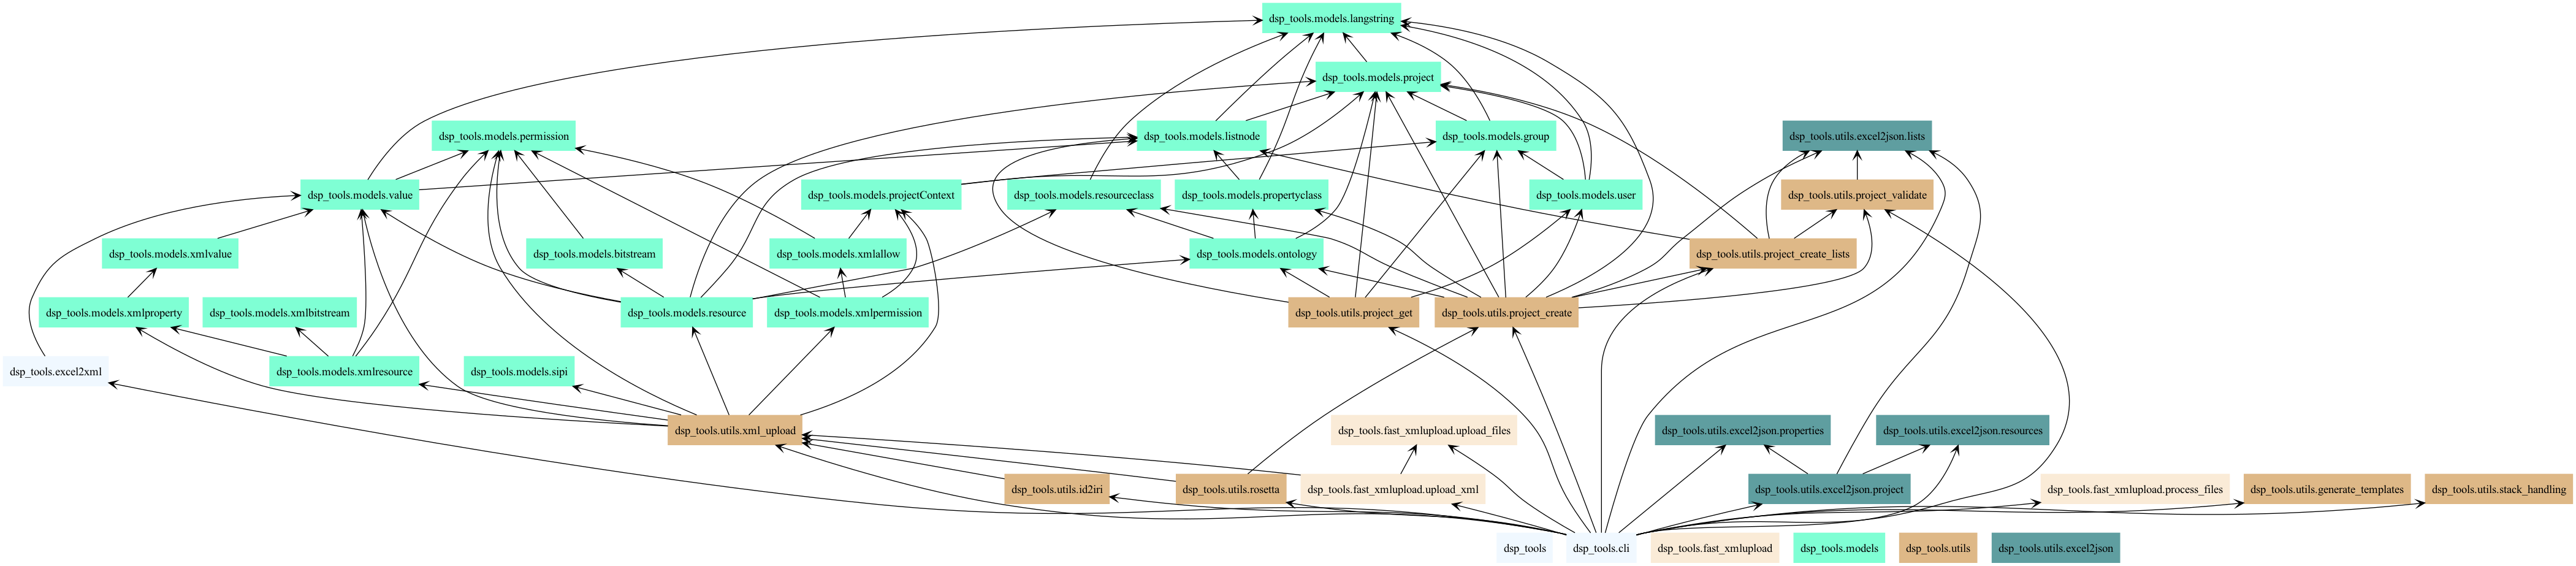 dsp_tools.models.langstring
dsp_tools.models.project
dsp_tools.models.permission
dsp_tools.models.listnode
dsp_tools.models.group
dsp_tools.utils.excel2json.lists
dsp_tools.models.value
dsp_tools.models.projectContext
dsp_tools.models.resourceclass
dsp_tools.models.propertyclass
dsp_tools.models.user
dsp_tools.utils.project_validate
dsp_tools.models.xmlvalue
dsp_tools.models.bitstream
dsp_tools.models.xmlallow
dsp_tools.models.ontology
dsp_tools.utils.project_create_lists
dsp_tools.models.xmlproperty
dsp_tools.models.xmlbitstream
dsp_tools.models.resource
dsp_tools.models.xmlpermission
dsp_tools.utils.project_get
dsp_tools.utils.project_create
dsp_tools.excel2xml
dsp_tools.models.xmlresource
dsp_tools.models.sipi
dsp_tools.utils.xml_upload
dsp_tools.fast_xmlupload.upload_files
dsp_tools.utils.excel2json.properties
dsp_tools.utils.excel2json.resources
dsp_tools.utils.id2iri
dsp_tools.utils.rosetta
dsp_tools.fast_xmlupload.upload_xml
dsp_tools.utils.excel2json.project
dsp_tools.fast_xmlupload.process_files
dsp_tools.utils.generate_templates
dsp_tools.utils.stack_handling
dsp_tools
dsp_tools.cli
dsp_tools.fast_xmlupload
dsp_tools.models
dsp_tools.utils
dsp_tools.utils.excel2json